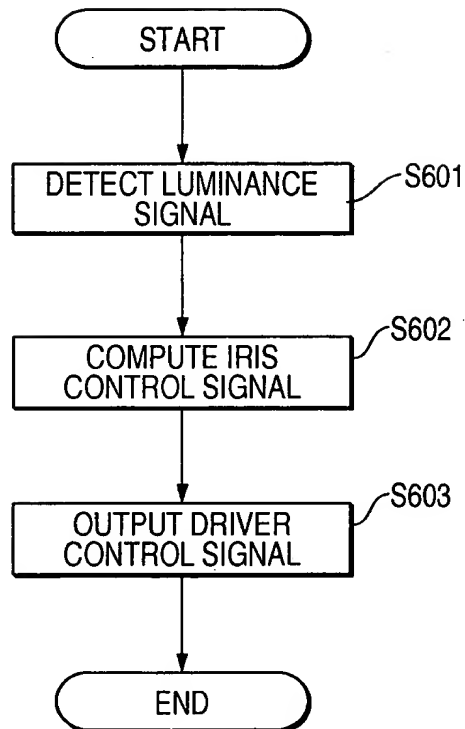 START
DETECT LUMINANCE
SIGNAL
S601
COMPUTE IRIS
CONTROL SIGNAL
S602
OUTPUT DRIVER
CONTROL SIGNAL
S603
END